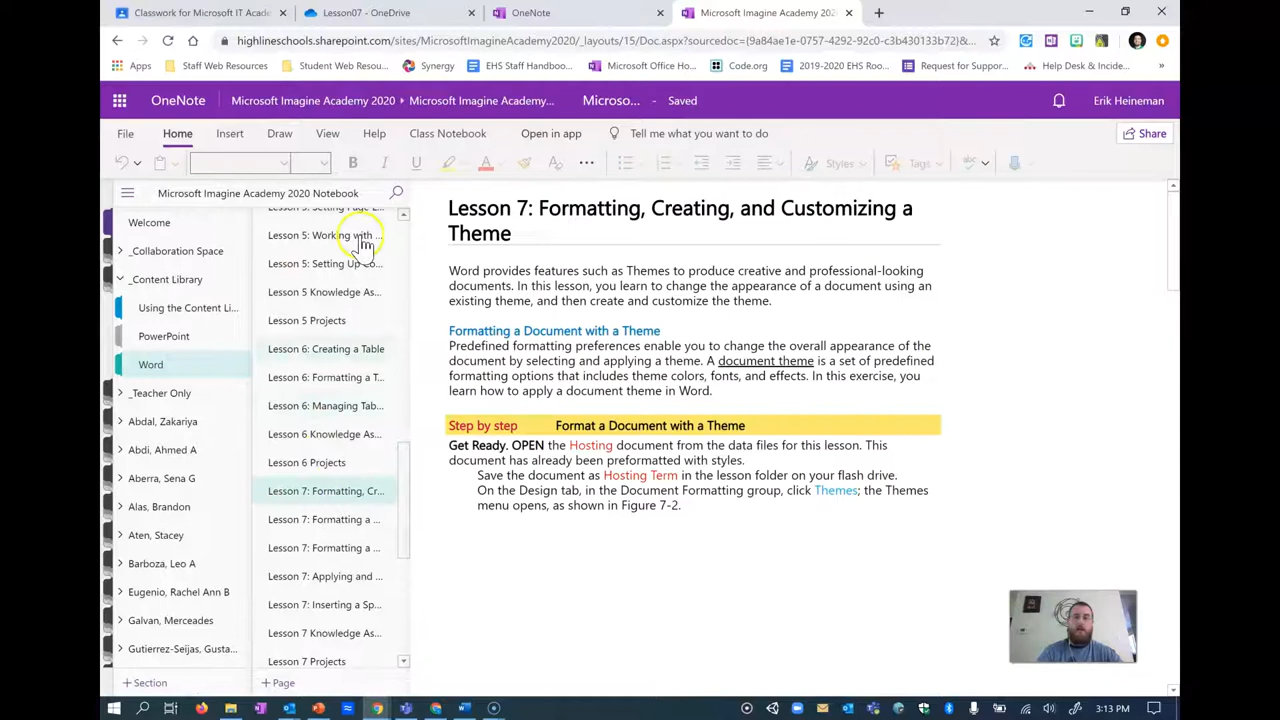 Classwork for Microsoft IT Acade
Lesson07 - OneDrive
OneNote
Microsoft Imagine Academy 202
highlineschools.sharepoint.com/sites/MicrosoftImagineAcademy2020/_layouts/15/Doc.aspx?sourcedoc={9a84ae1e-0757-4292-92c0-c3b430133b72}&...
Apps
Staff Web Resources
Student Web Resou...
Synergy
EHS Staff Handboo...
Microsoft Office Ho...
Code.org
2019-2020 EHS Roo...
Request for Suppor...
Help Desk & Incide...
OneNote
Microsoft Imagine Academy 2020
Microsoft Imagine Academy...
Microso... - Saved
Erik Heineman
File
Home
Insert
Draw
View
Help
Class Notebook
Open in app
Tell me what you want to do
Share
Styles
Tags
Microsoft Imagine Academy 2020 Notebook
Welcome
_Collaboration Space
_Content Library
Using the Content Li...
PowerPoint
Word
_Teacher Only
Abdal, Zakariya
Abdi, Ahmed A
Aberra, Sena G
Alas, Brandon
Aten, Stacey
Barboza, Leo A
Eugenio, Rachel Ann B
Galvan, Merceades
Gutierrez-Seijas, Gusta...
+ Section
Lesson 5: Setting Page L...
Lesson 5: Working with ...
Lesson 5: Setting Up Co...
Lesson 5 Knowledge As...
Lesson 5 Projects
Lesson 6: Creating a Table
Lesson 6: Formatting a T...
Lesson 6: Managing Tab...
Lesson 6 Knowledge As...
Lesson 6 Projects
Lesson 7: Formatting, Cr...
Lesson 7: Formatting a ...
Lesson 7: Formatting a ...
Lesson 7: Applying and ...
Lesson 7: Inserting a Sp...
Lesson 7 Knowledge As...
Lesson 7 Projects
+ Page
Lesson 7: Formatting, Creating, and Customizing a
Theme
Word provides features such as Themes to produce creative and professional-looking
documents. In this lesson, you learn to change the appearance of a document using an
existing theme, and then create and customize the theme.
Formatting a Document with a Theme
Predefined formatting preferences enable you to change the overall appearance of the
document by selecting and applying a theme. A document theme is a set of predefined
formatting options that includes theme colors, fonts, and effects. In this exercise, you
learn how to apply a document theme in Word.
Step by step Format a Document with a Theme
Get Ready. OPEN the Hosting document from the data files for this lesson. This
document has already been preformatted with styles.
Save the document as Hosting Term in the lesson folder on your flash drive.
On the Design tab, in the Document Formatting group, click Themes; the Themes
menu opens, as shown in Figure 7-2.
3:13 PM